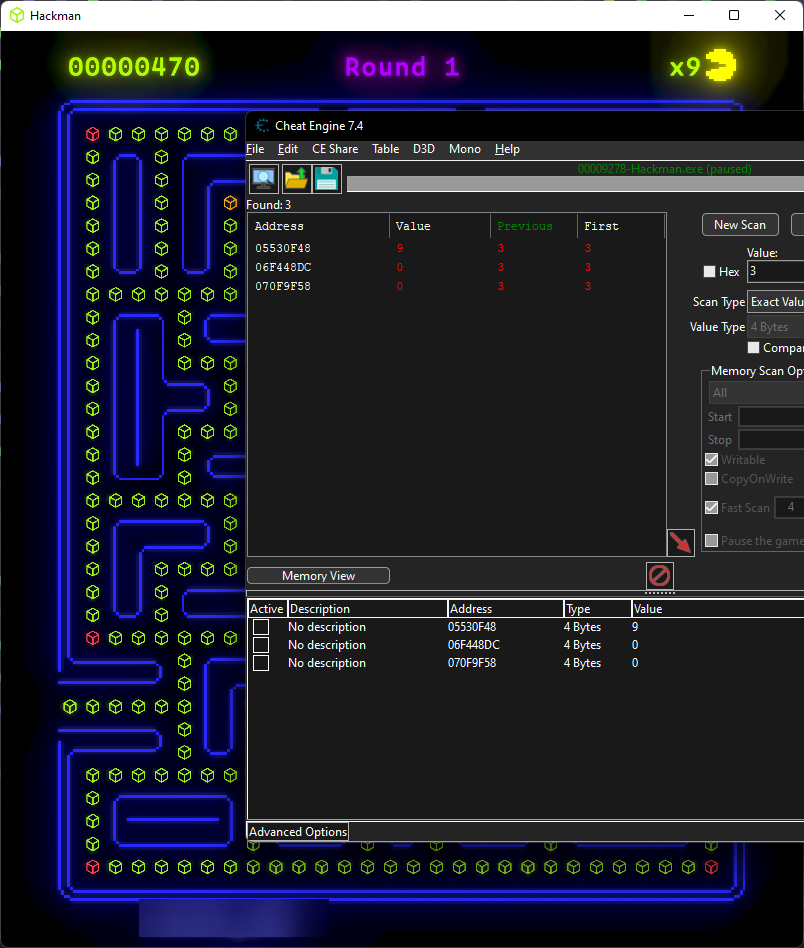 Hackman
00000470 Round 1 x9
Cheat Engine 7.4
File Edit CE Share Table D3D Mono Help
00009278-Hackman.exe (paused)
Found: 3
Address Value Previous First
05530F48 9 3 3
06F448DC 0 3 3
070F9F58 0 3 3
New Scan
Value:
Hex 3
Scan Type Exact Valu
Value Type 4 Bytes
Compar
Memory Scan Opt
All
Start
Stop
Writable
CopyOnWrite
Fast Scan 4
Pause the game
Memory View
Active Description Address Type Value
No description 05530F48 4 Bytes 9
No description 06F448DC 4 Bytes 0
No description 070F9F58 4 Bytes 0
Advanced Options